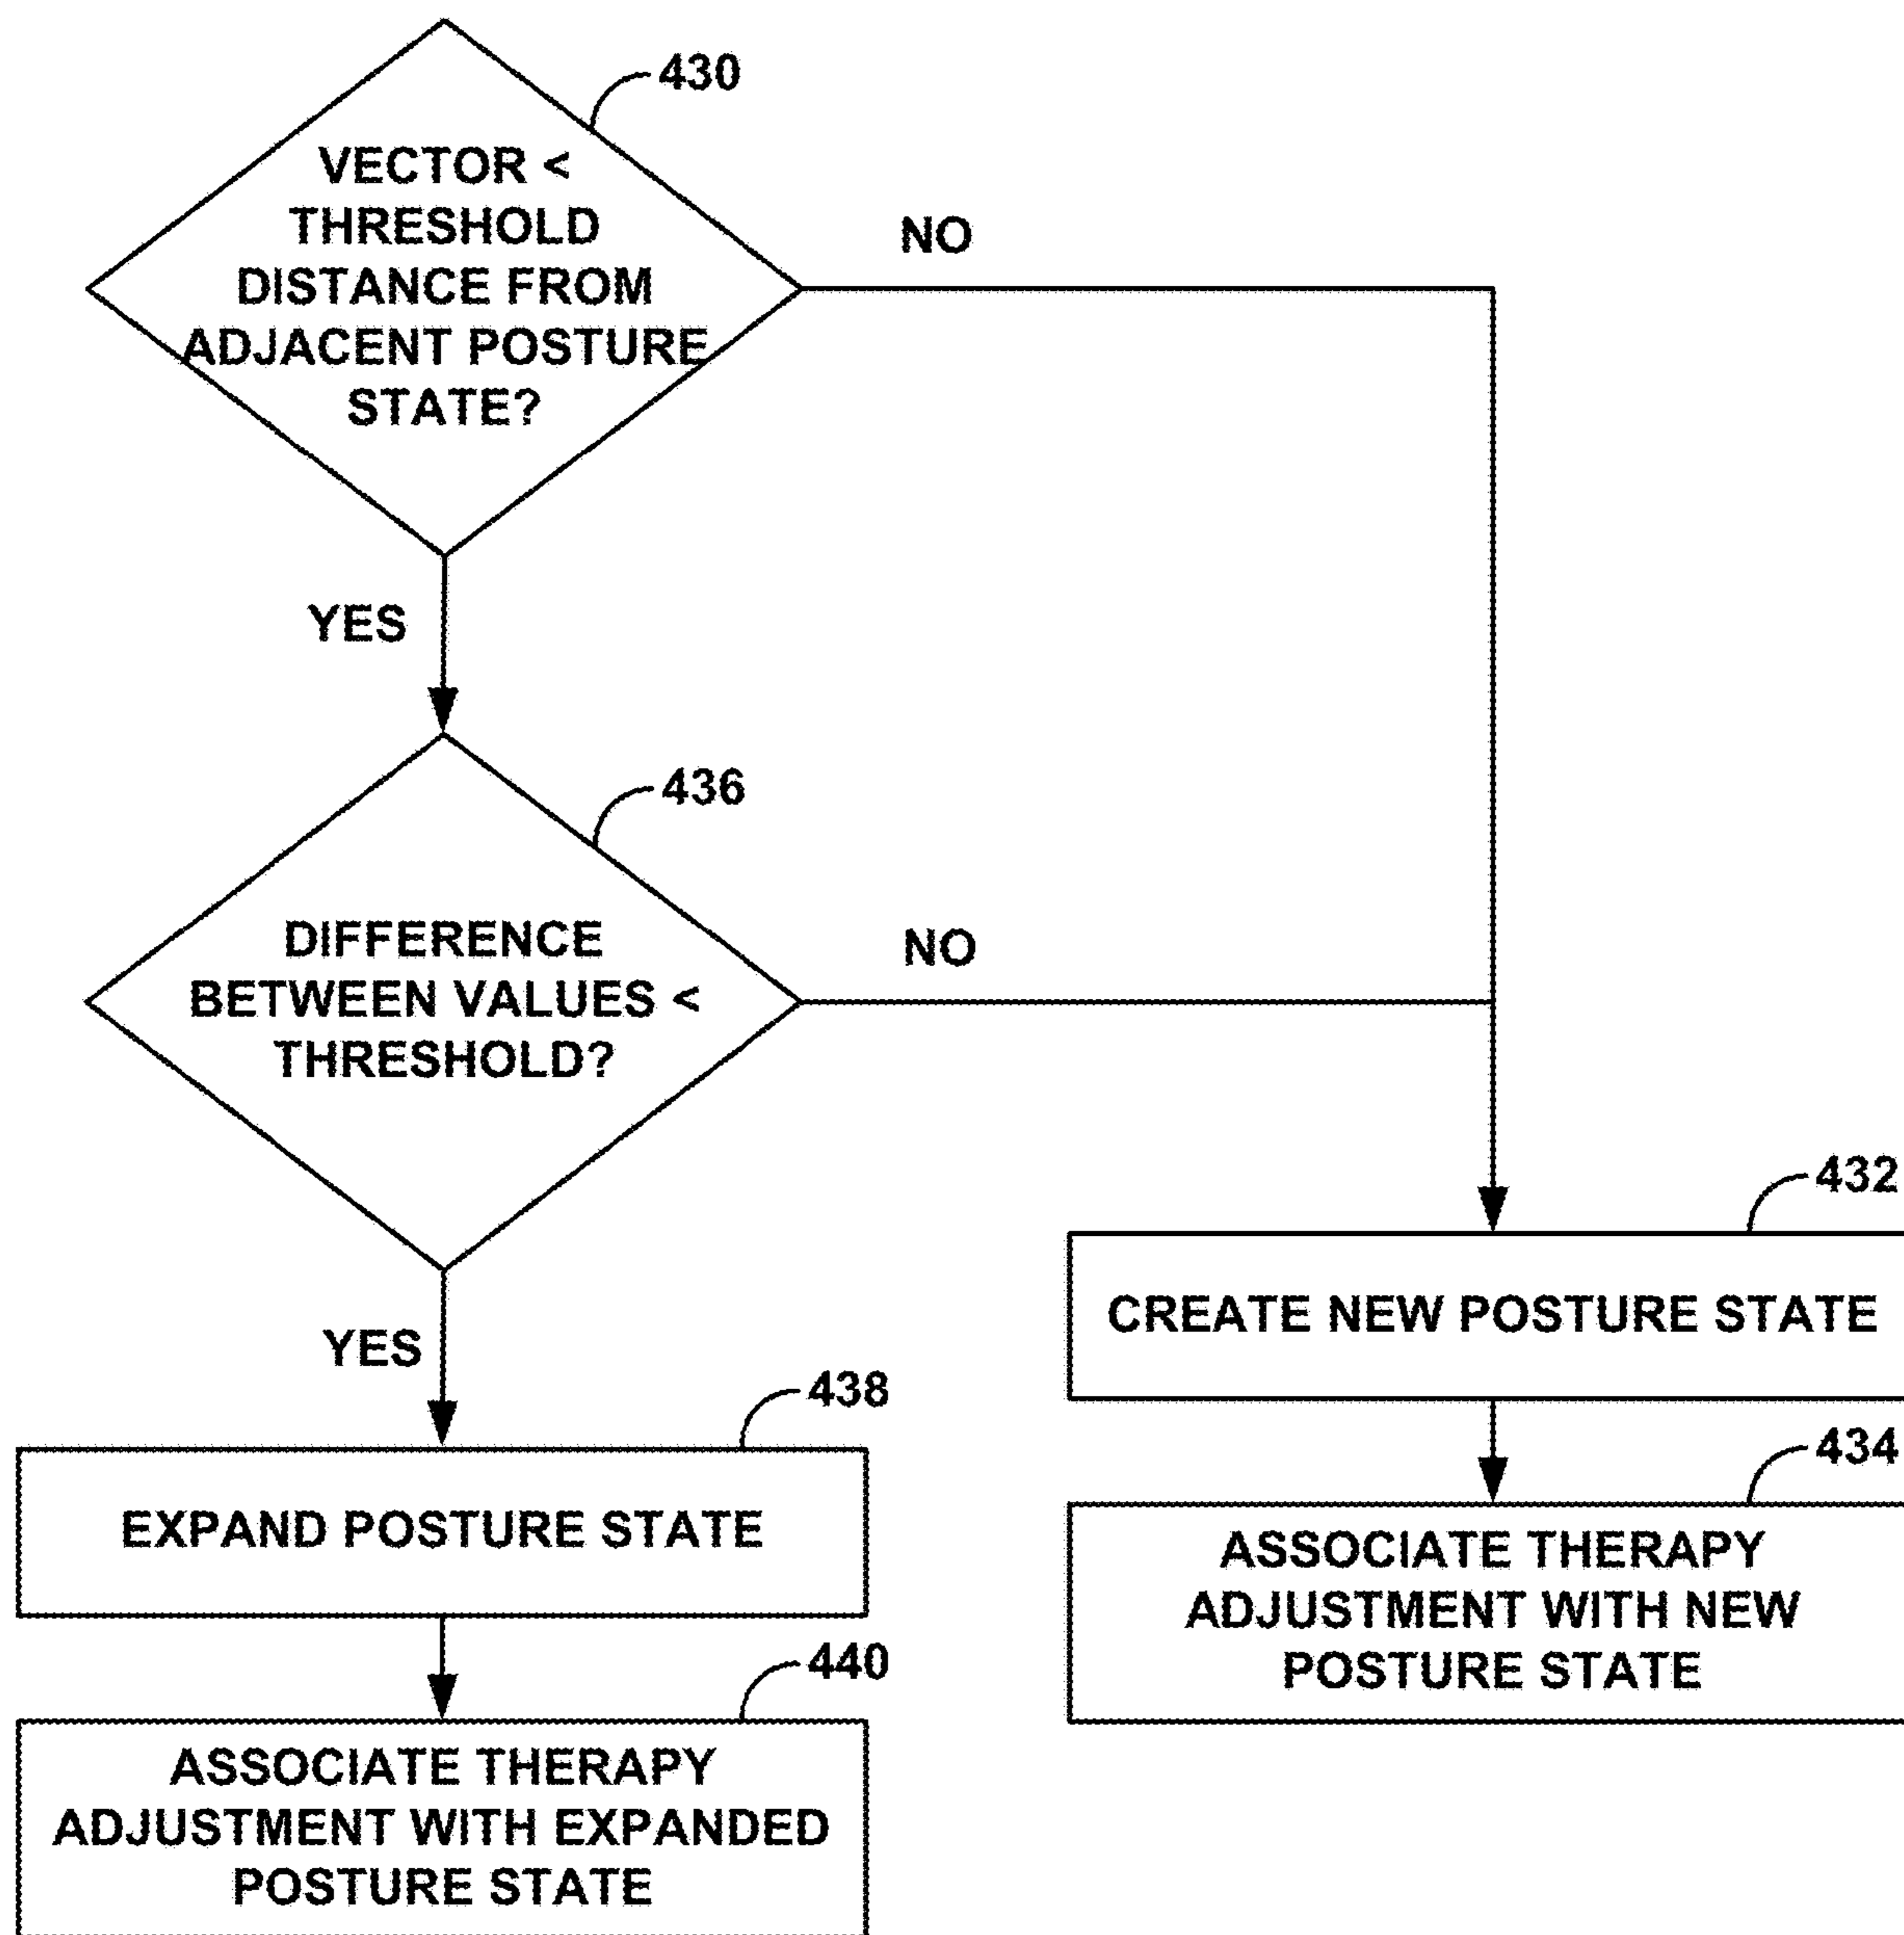 430
VECTOR <
THRESHOLD
DISTANCE FROM
ADJACENT POSTURE
STATE?
NO
YES
436
DIFFERENCE
BETWEEN VALUES <
THRESHOLD?
NO
YES
432
CREATE NEW POSTURE STATE
434
ASSOCIATE THERAPY
ADJUSTMENT WITH NEW
POSTURE STATE
438
EXPAND POSTURE STATE
440
ASSOCIATE THERAPY
ADJUSTMENT WITH EXPANDED
POSTURE STATE